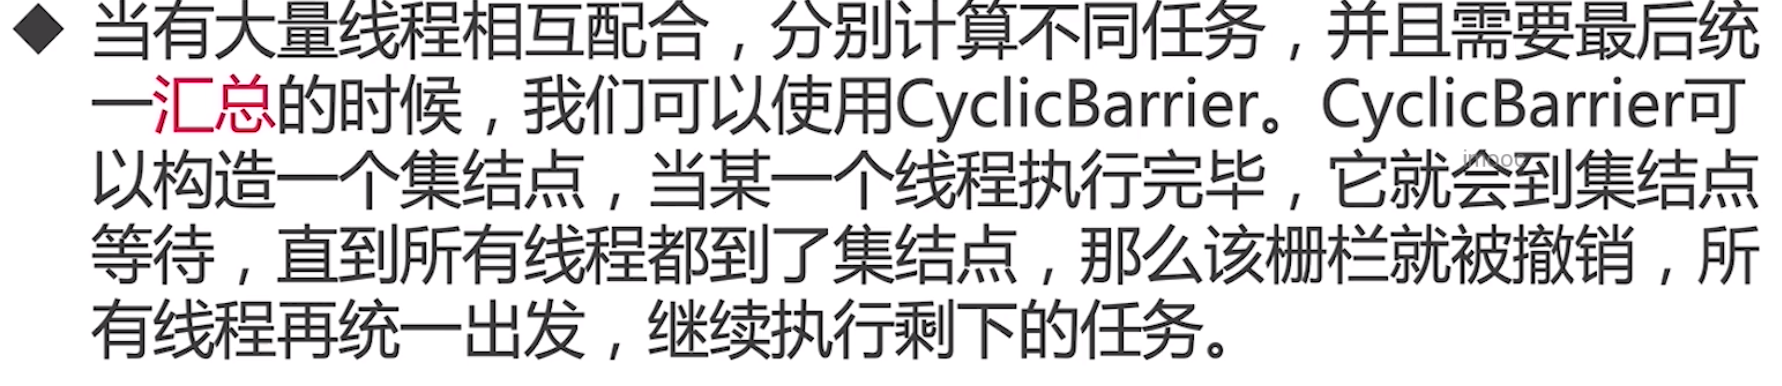 当有大量线程相互配合，分别计算不同任务，并且需要最后统
一汇总的时候，我们可以使用CyclicBarrier。CyclicBarrier可
以构造一个集结点，当某一个线程执行完毕，它就会到集结点
等待，直到所有线程都到了集结点，那么该栅栏就被撤销，所
有线程再统一出发，继续执行剩下的任务。